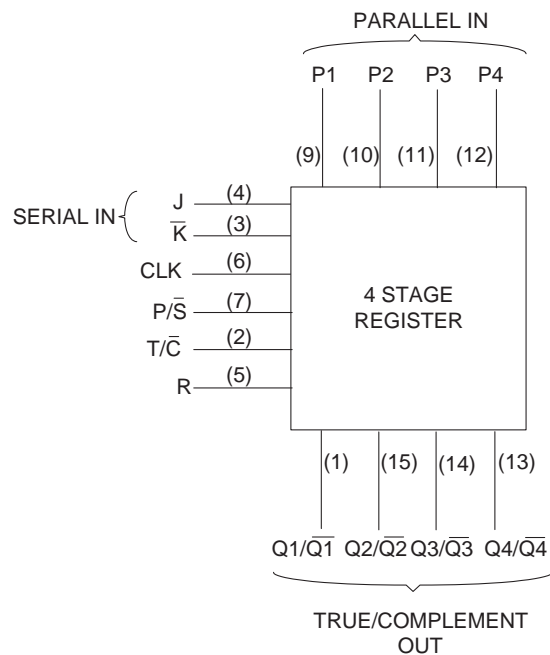 PARALLEL IN
P1 P2 P3 P4
(9) (10) (11) (12)
SERIAL IN
J (4)
K̅ (3)
CLK (6)
P/S̅ (7)
T/C̅ (2)
R (5)
4 STAGE
REGISTER
(1) (15) (14) (13)
Q1/Q̅1̅ Q2/Q̅2̅ Q3/Q̅3̅ Q4/Q̅4̅
TRUE/COMPLEMENT
OUT